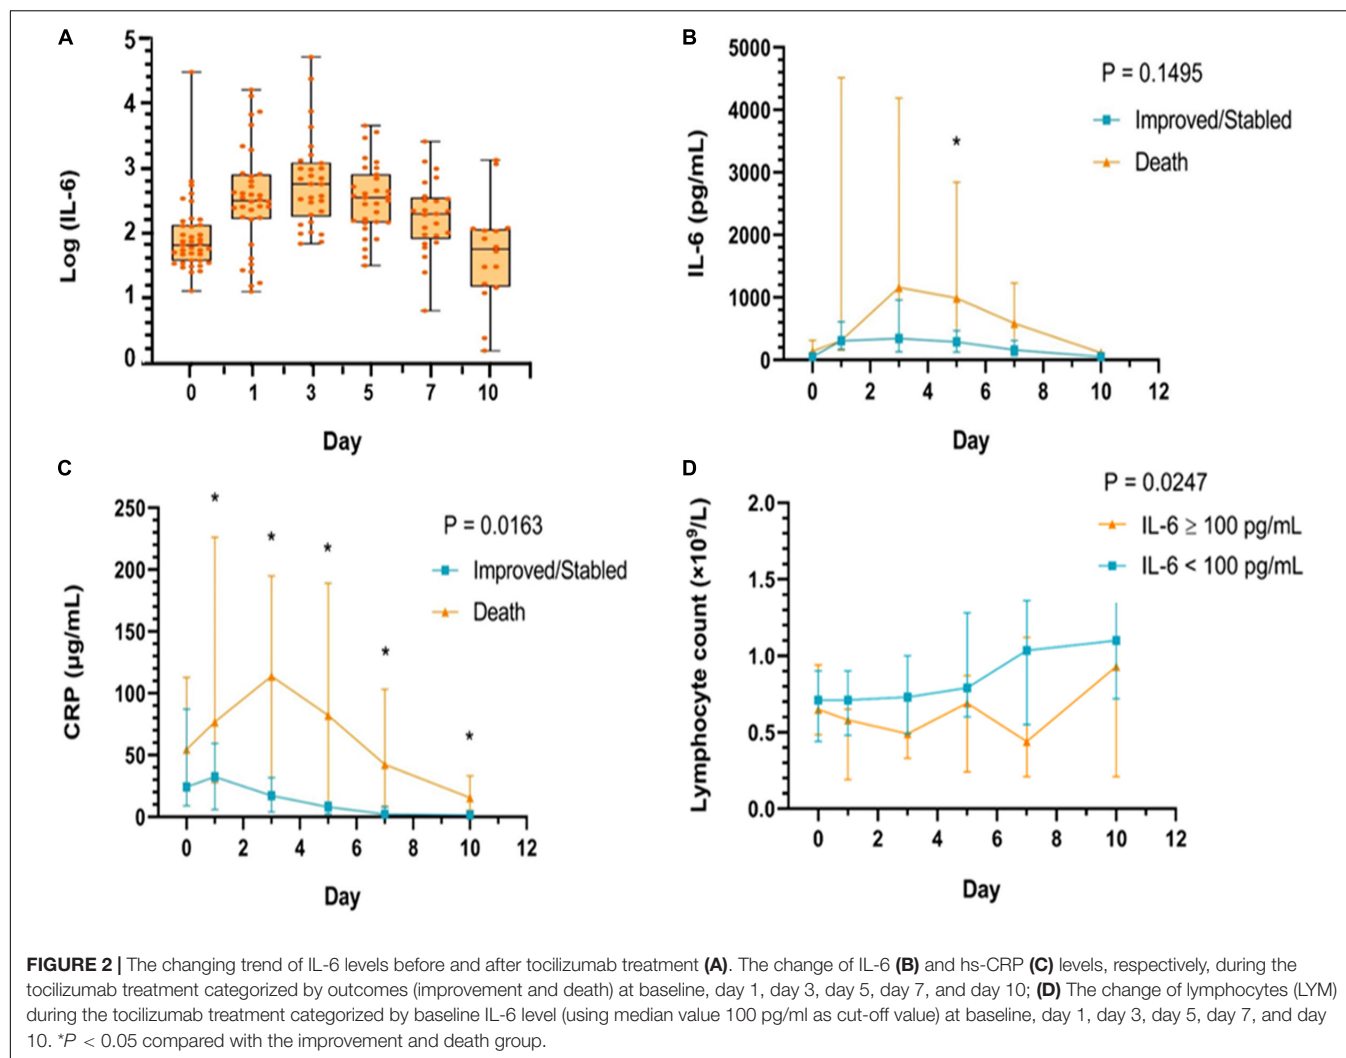 A
5
4
3
2
1
0
Log (IL-6)
0 1 3 5 7 10
Day
B
5000
4000
3000
2000
1000
0
IL-6 (pg/mL)
P = 0.1495
Improved/Stabled
Death
*
0 2 4 6 8 10 12
Day
C
250
200
150
100
50
0
CRP (µg/mL)
* * * * *
P = 0.0163
Improved/Stabled
Death
0 2 4 6 8 10 12
Day
D
2.0
1.5
1.0
0.5
0.0
Lymphocyte count (×10⁹/L)
P = 0.0247
IL-6 ≥ 100 pg/mL
IL-6 < 100 pg/mL
0 2 4 6 8 10 12
Day
FIGURE 2 | The changing trend of IL-6 levels before and after tocilizumab treatment (A). The change of IL-6 (B) and hs-CRP (C) levels, respectively, during the
tocilizumab treatment categorized by outcomes (improvement and death) at baseline, day 1, day 3, day 5, day 7, and day 10; (D) The change of lymphocytes (LYM)
during the tocilizumab treatment categorized by baseline IL-6 level (using median value 100 pg/ml as cut-off value) at baseline, day 1, day 3, day 5, day 7, and day
10. *P < 0.05 compared with the improvement and death group.